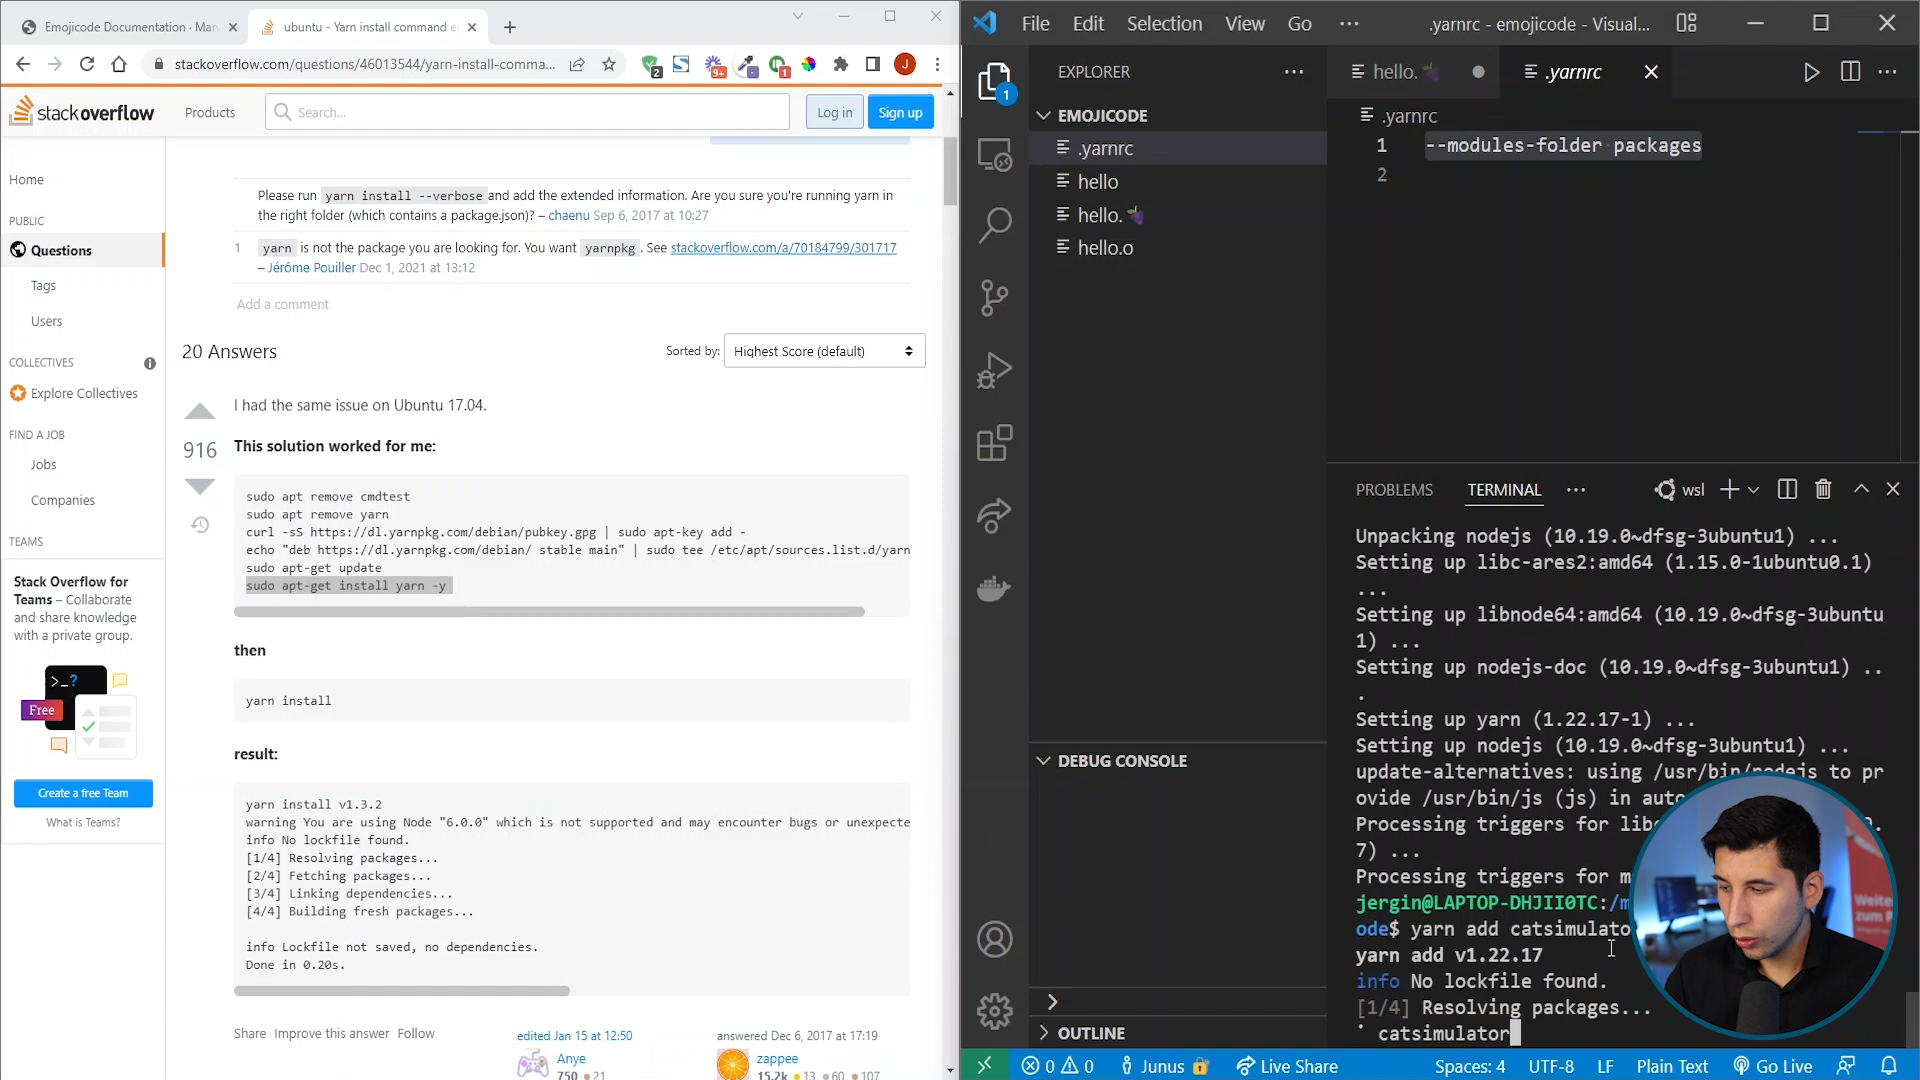 Emojicode Documentation · Man
ubuntu - Yarn install command e
stackoverflow.com/questions/46013544/yarn-install-comma...
2
9+
1
J
stackoverflow
Products
Search...
Log in
Sign up
Home
PUBLIC
Questions
Tags
Users
COLLECTIVES
Explore Collectives
FIND A JOB
Jobs
Companies
TEAMS
Stack Overflow for
Teams – Collaborate
and share knowledge
with a private group.
>_?
Free
Create a free Team
What is Teams?
Please run yarn install --verbose and add the extended information. Are you sure you're running yarn in
the right folder (which contains a package.json)? – chaenu Sep 6, 2017 at 10:27
1 yarn is not the package you are looking for. You want yarnpkg. See stackoverflow.com/a/70184799/301717
– Jérôme Pouiller Dec 1, 2021 at 13:12
Add a comment
20 Answers
Sorted by: Highest Score (default)
I had the same issue on Ubuntu 17.04.
916
This solution worked for me:
sudo apt remove cmdtest
sudo apt remove yarn
curl -sS https://dl.yarnpkg.com/debian/pubkey.gpg | sudo apt-key add -
echo "deb https://dl.yarnpkg.com/debian/ stable main" | sudo tee /etc/apt/sources.list.d/yarn
sudo apt-get update
sudo apt-get install yarn -y
then
yarn install
result:
yarn install v1.3.2
warning You are using Node "6.0.0" which is not supported and may encounter bugs or unexpecte
info No lockfile found.
[1/4] Resolving packages...
[2/4] Fetching packages...
[3/4] Linking dependencies...
[4/4] Building fresh packages...
info Lockfile not saved, no dependencies.
Done in 0.20s.
Share Improve this answer Follow
edited Jan 15 at 12:50
Anye
750 21
answered Dec 6, 2017 at 17:19
zappee
15.2k 13 60 107
File Edit Selection View Go ···
.yarnrc - emojicode - Visual...
1
EXPLORER
EMOJICODE
.yarnrc
hello
hello.🍇
hello.o
DEBUG CONSOLE
OUTLINE
hello.🍇
.yarnrc
.yarnrc
1 --modules-folder packages
2
PROBLEMS TERMINAL ···
wsl
Unpacking nodejs (10.19.0~dfsg-3ubuntu1) ...
Setting up libc-ares2:amd64 (1.15.0-1ubuntu0.1)
...
Setting up libnode64:amd64 (10.19.0~dfsg-3ubuntu
1) ...
Setting up nodejs-doc (10.19.0~dfsg-3ubuntu1) ..
.
Setting up yarn (1.22.17-1) ...
Setting up nodejs (10.19.0~dfsg-3ubuntu1) ...
update-alternatives: using /usr/bin/nodejs to pr
ovide /usr/bin/js (js) in auto
Processing triggers for lib
7) ...
Processing triggers for m
jergin@LAPTOP-DHJII0TC:/m
ode$ yarn add catsimulato
yarn add v1.22.17
info No lockfile found.
[1/4] Resolving packages...
catsimulator
Weite
zum P
0 0 Junus Live Share
Spaces: 4 UTF-8 LF Plain Text Go Live